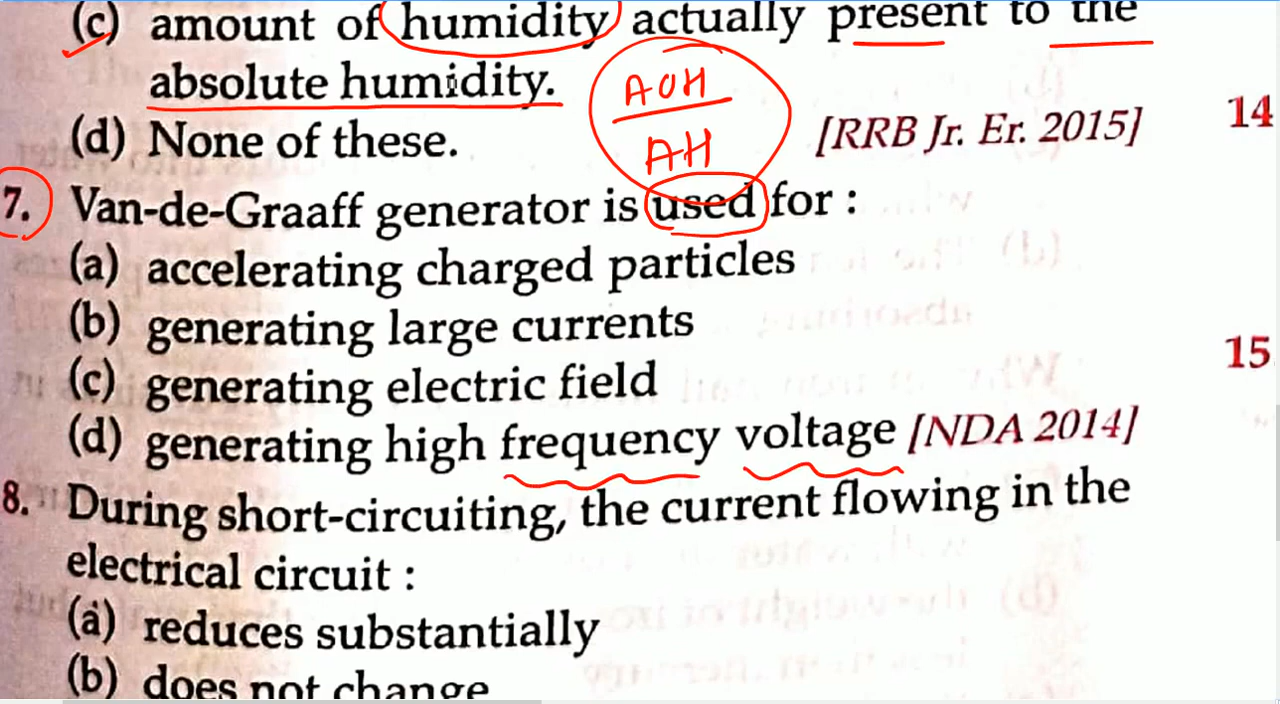 (c) amount of humidity actually present to the
absolute humidity.
AOH
AH
(d) None of these. [RRB Jr. Er. 2015]
14
7. Van-de-Graaff generator is used for :
(a) accelerating charged particles
(b) generating large currents
(c) generating electric field
15
(d) generating high frequency voltage [NDA 2014]
8. During short-circuiting, the current flowing in the
electrical circuit :
(a) reduces substantially
(b) does not change